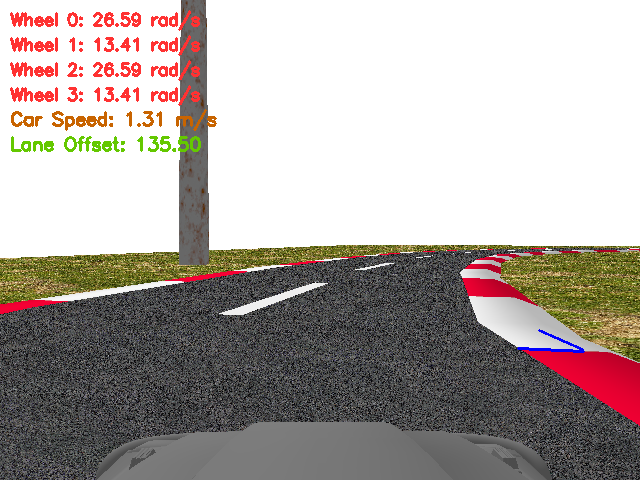 Wheel 0: 26.59 rad/s
Wheel 1: 13.41 rad/s
Wheel 2: 26.59 rad/s
Wheel 3: 13.41 rad/s
Car Speed: 1.31 m/s
Lane Offset: 135.50